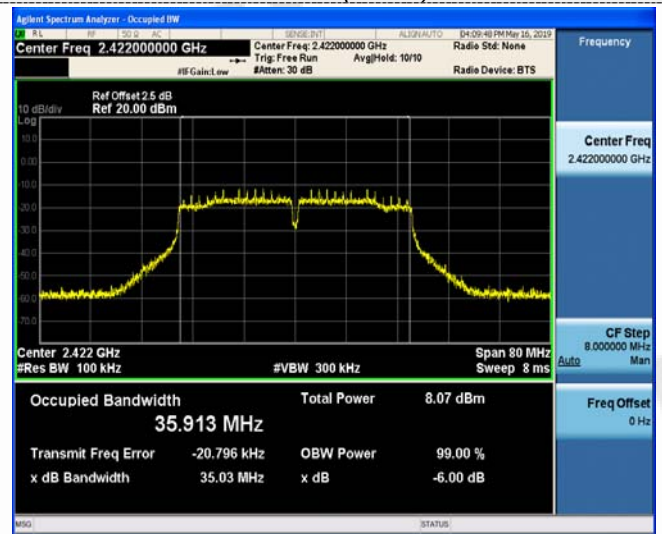 Agilent Spectrum Analyzer - Occupied BW
RL RF 50 Ω AC SENSE:INT ALIGN AUTO 04:09:48 PM May 16, 2019
Center Freq 2.422000000 GHz Center Freq: 2.422000000 GHz Radio Std: None Frequency
Trig: Free Run Avg|Hold: 10/10
#IFGain:Low #Atten: 30 dB Radio Device: BTS
Ref Offset 2.5 dB
10 dB/div Ref 20.00 dBm
Log
10.0
0.00
-10.0
-20.0
-30.0
-40.0
-50.0
-60.0
-70.0
Center Freq
2.422000000 GHz
Center 2.422 GHz Span 80 MHz
#Res BW 100 kHz #VBW 300 kHz Sweep 8 ms
CF Step
8.000000 MHz
Auto Man
Occupied Bandwidth Total Power 8.07 dBm
35.913 MHz
Transmit Freq Error -20.796 kHz OBW Power 99.00 %
x dB Bandwidth 35.03 MHz x dB -6.00 dB
Freq Offset
0 Hz
MSG STATUS